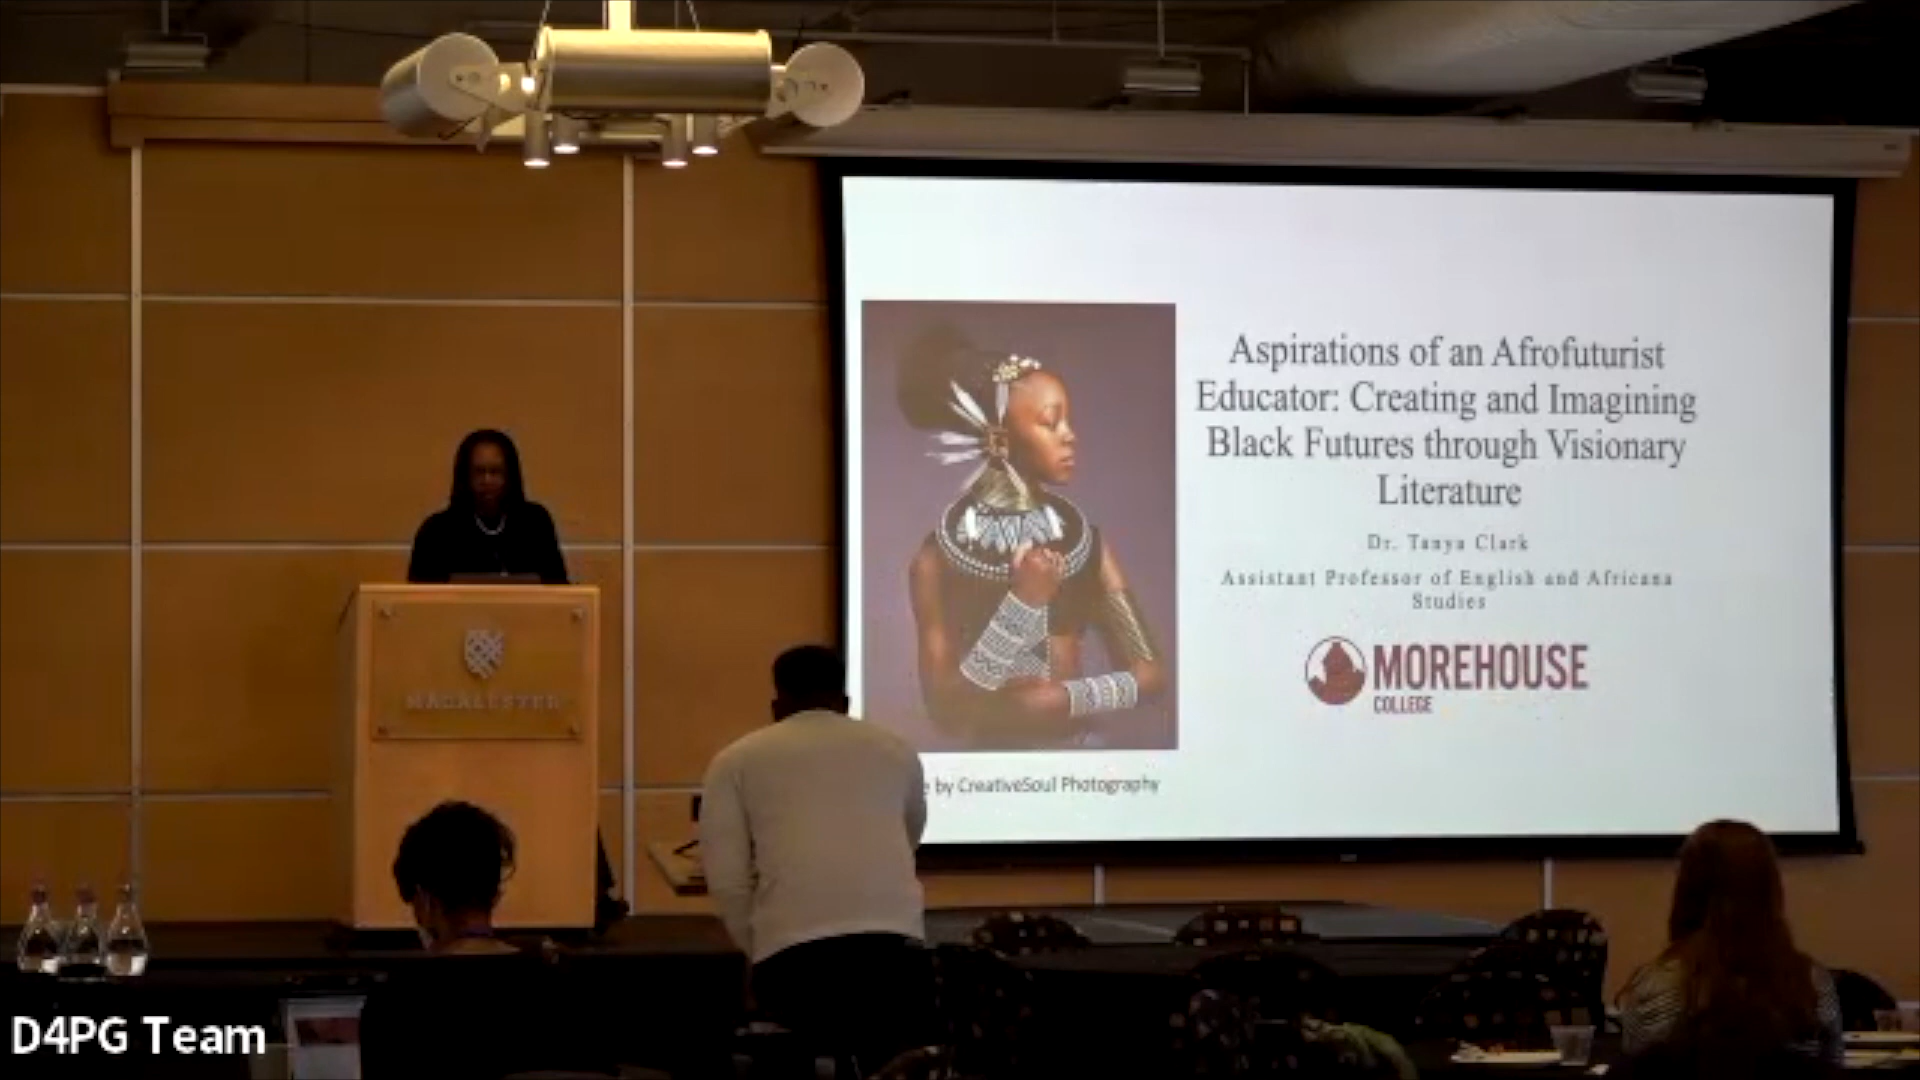 Aspirations of an Afrofuturist
Educator: Creating and Imagining
Black Futures through Visionary
Literature
Dr. Tanya Clark
Assistant Professor of English and Africana
Studies
MOREHOUSE
COLLEGE
by CreativeSoul Photography
MACALESTER
D4PG Team